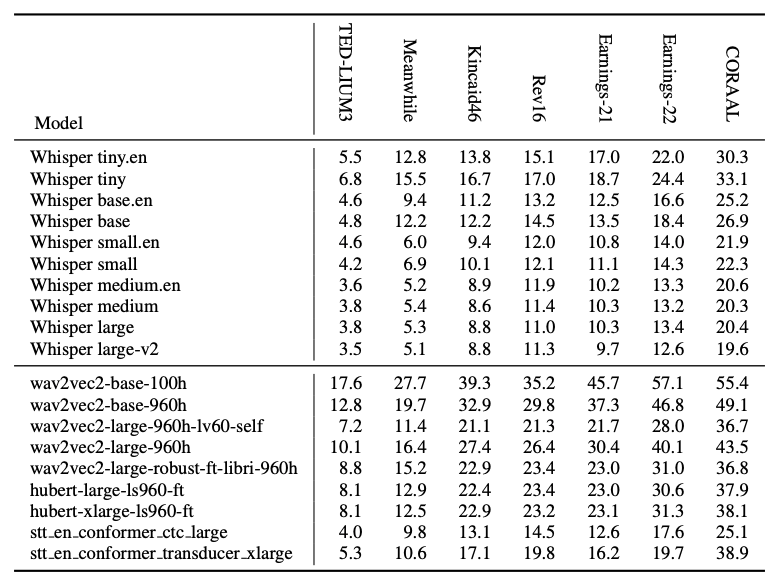 Model TED-LIUM3 Meanwhile Kincaid46 Rev16 Earnings-21 Earnings-22 CORAAL
Whisper tiny.en 5.5 12.8 13.8 15.1 17.0 22.0 30.3
Whisper tiny 6.8 15.5 16.7 17.0 18.7 24.4 33.1
Whisper base.en 4.6 9.4 11.2 13.2 12.5 16.6 25.2
Whisper base 4.8 12.2 12.2 14.5 13.5 18.4 26.9
Whisper small.en 4.6 6.0 9.4 12.0 10.8 14.0 21.9
Whisper small 4.2 6.9 10.1 12.1 11.1 14.3 22.3
Whisper medium.en 3.6 5.2 8.9 11.9 10.2 13.3 20.6
Whisper medium 3.8 5.4 8.6 11.4 10.3 13.2 20.3
Whisper large 3.8 5.3 8.8 11.0 10.3 13.4 20.4
Whisper large-v2 3.5 5.1 8.8 11.3 9.7 12.6 19.6
wav2vec2-base-100h 17.6 27.7 39.3 35.2 45.7 57.1 55.4
wav2vec2-base-960h 12.8 19.7 32.9 29.8 37.3 46.8 49.1
wav2vec2-large-960h-lv60-self 7.2 11.4 21.1 21.3 21.7 28.0 36.7
wav2vec2-large-960h 10.1 16.4 27.4 26.4 30.4 40.1 43.5
wav2vec2-large-robust-ft-libri-960h 8.8 15.2 22.9 23.4 23.0 31.0 36.8
hubert-large-ls960-ft 8.1 12.9 22.4 23.4 23.0 30.6 37.9
hubert-xlarge-ls960-ft 8.1 12.5 22.9 23.2 23.1 31.3 38.1
stt_en_conformer_ctc_large 4.0 9.8 13.1 14.5 12.6 17.6 25.1
stt_en_conformer_transducer_xlarge 5.3 10.6 17.1 19.8 16.2 19.7 38.9